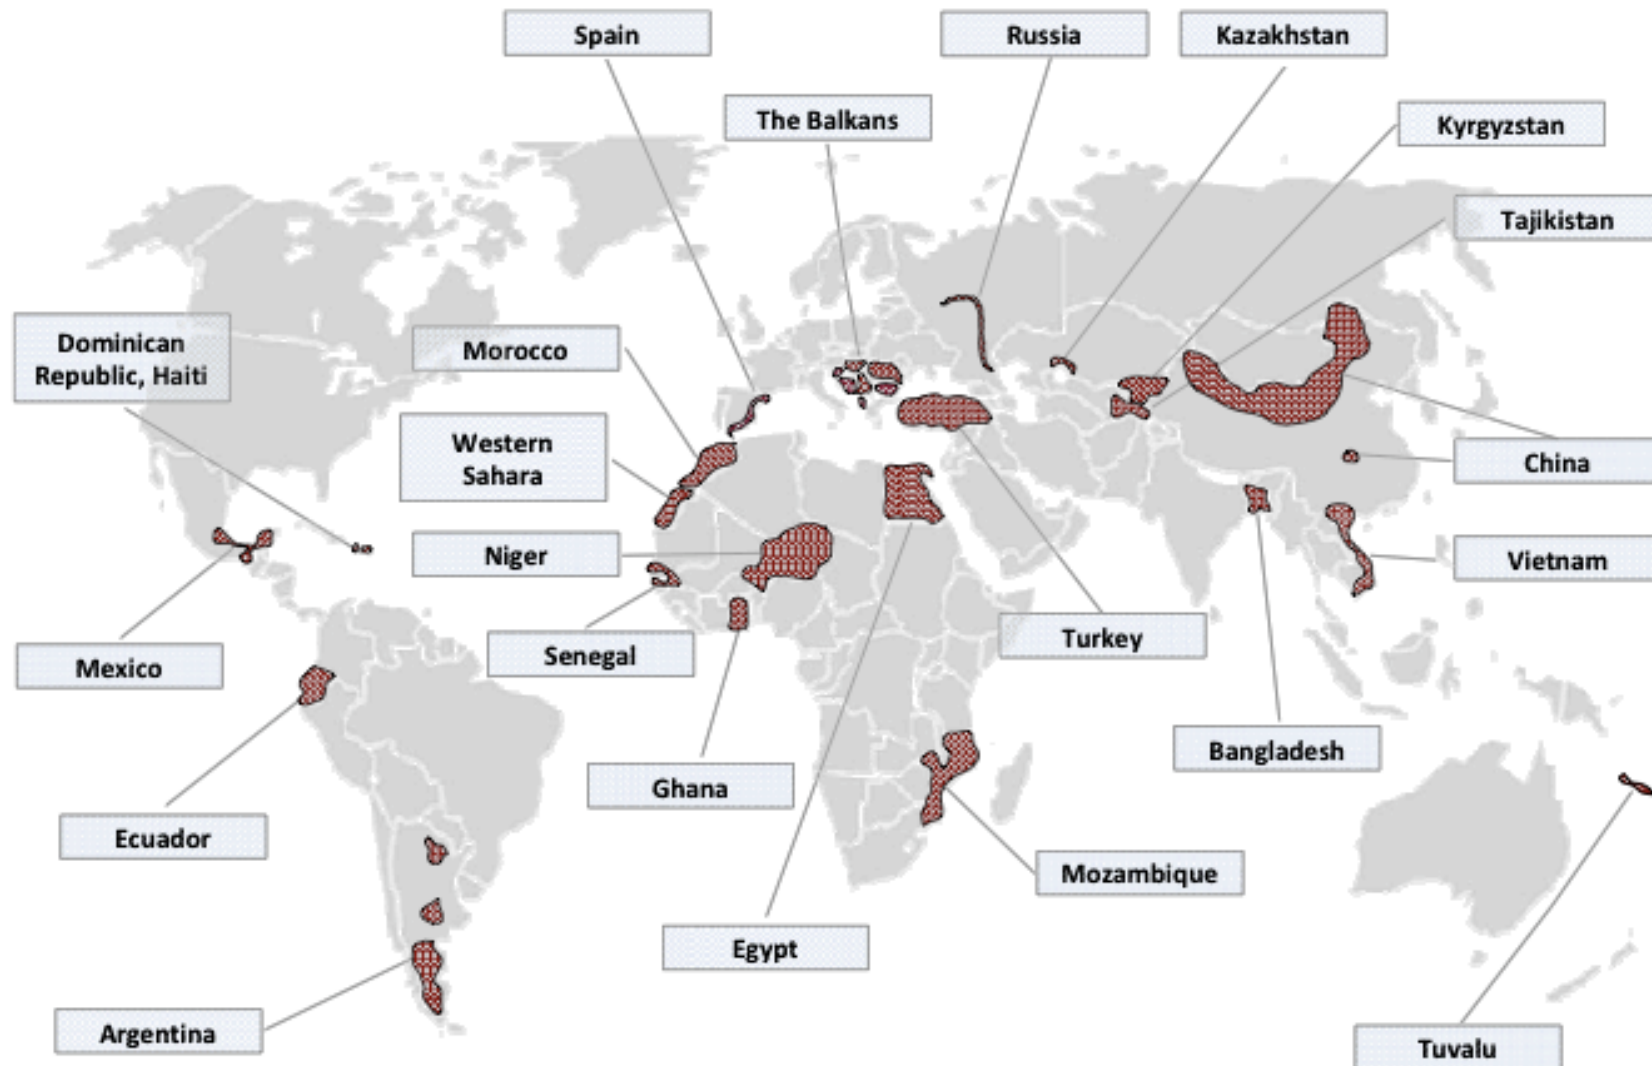 Spain
Russia
Kazakhstan
The Balkans
Kyrgyzstan
Tajikistan
Dominican
Republic, Haiti
Morocco
Western
Sahara
China
Niger
Vietnam
Senegal
Turkey
Mexico
Bangladesh
Ghana
Ecuador
Mozambique
Egypt
Argentina
Tuvalu